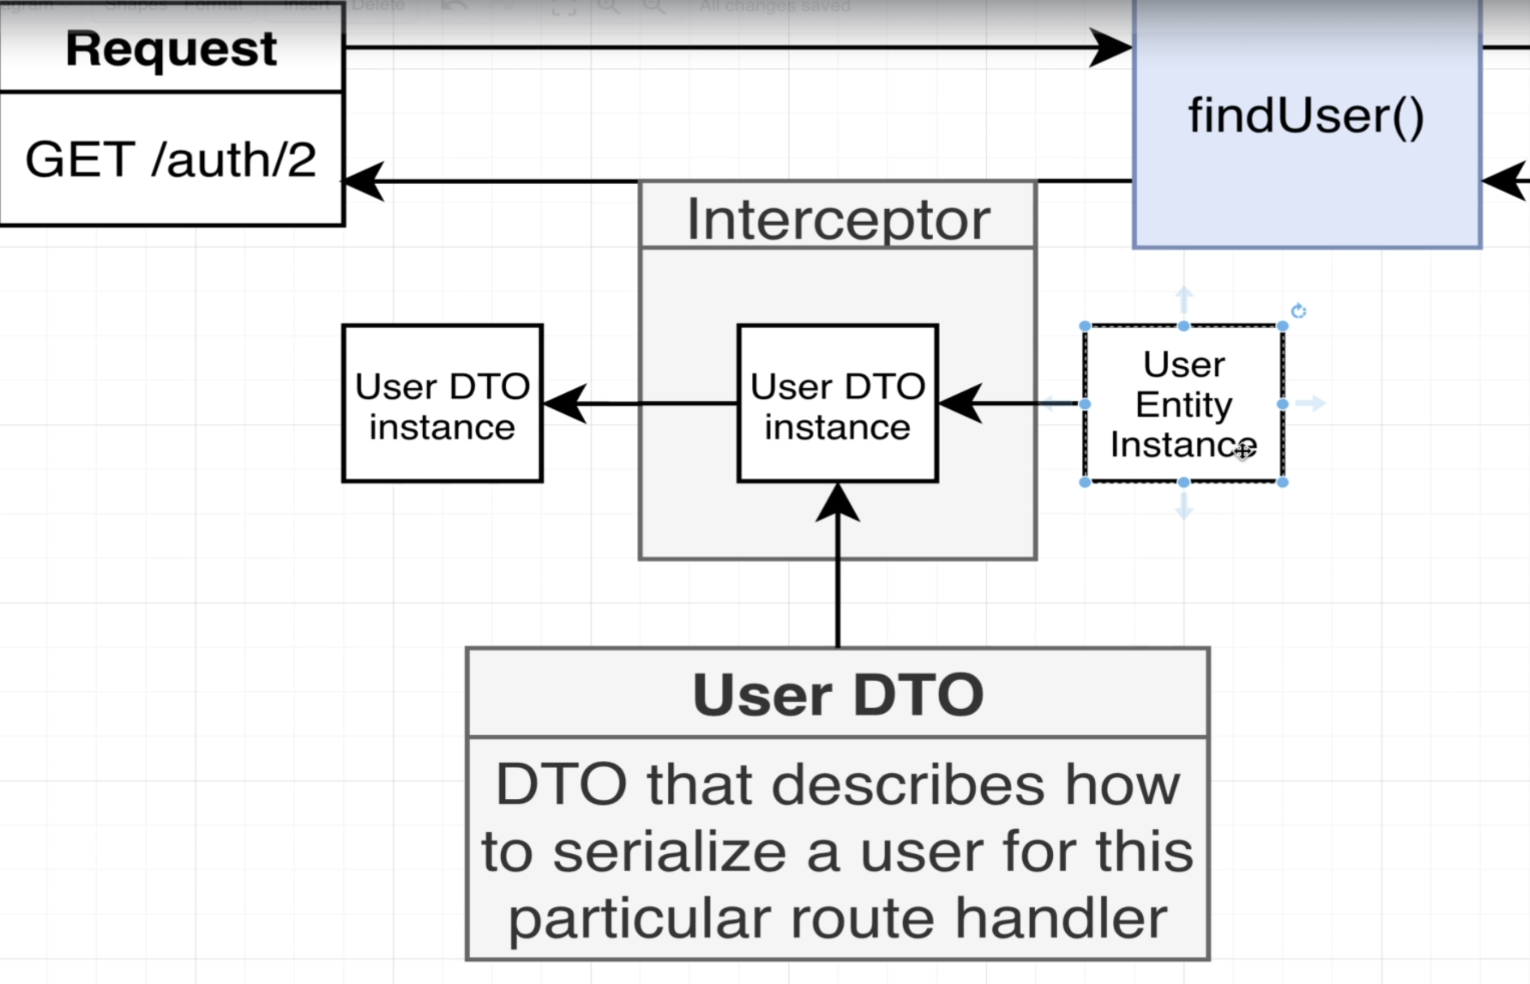 Shapes Format Insert Delete
All changes saved
Request
GET /auth/2
findUser()
Interceptor
User DTO
instance
User DTO
instance
User
Entity
Instance
User DTO
DTO that describes how
to serialize a user for this
particular route handler